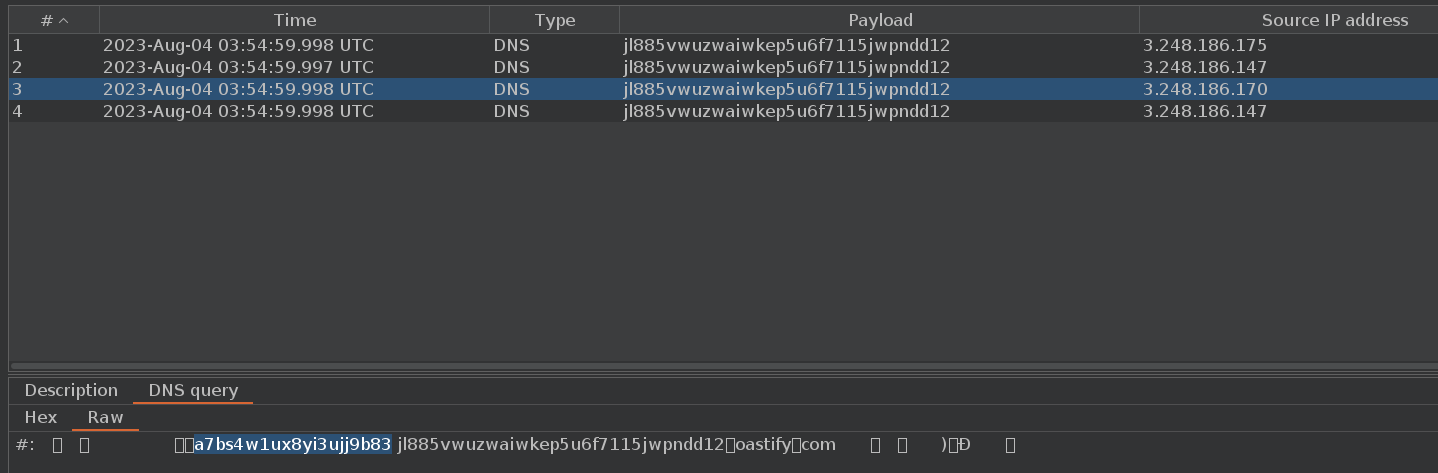 # Time Type Payload Source IP address
1 2023-Aug-04 03:54:59.998 UTC DNS jl885vwuzwaiwkep5u6f7115jwpndd12 3.248.186.175
2 2023-Aug-04 03:54:59.997 UTC DNS jl885vwuzwaiwkep5u6f7115jwpndd12 3.248.186.147
3 2023-Aug-04 03:54:59.998 UTC DNS jl885vwuzwaiwkep5u6f7115jwpndd12 3.248.186.170
4 2023-Aug-04 03:54:59.998 UTC DNS jl885vwuzwaiwkep5u6f7115jwpndd12 3.248.186.147
Description DNS query
Hex Raw
#: a7bs4w1ux8yi3ujj9b83 jl885vwuzwaiwkep5u6f7115jwpndd12 oastify com ) Ð